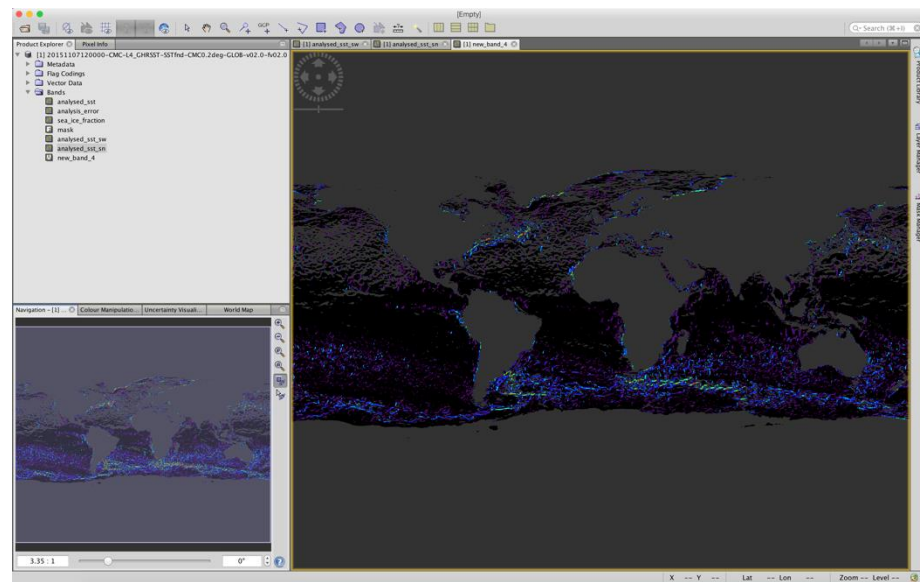 [Empty]
GCP
Q- Search (⌘+I)
Product Explorer
Pixel Info
[1] 20151107120000-CMC-L4_GHRSST-SSTfnd-CMC0.2deg-GLOB-v02.0-fv02.0
Metadata
Flag Codings
Vector Data
Bands
analysed_sst
analysis_error
sea_ice_fraction
mask
analysed_sst_sw
analysed_sst_sn
new_band_4
[1] analysed_sst_sw
[1] analysed_sst_sn
[1] new_band_4
Product Library
Layer Manager
Mask Manager
Navigation - [1] ...
Colour Manipulatio...
Uncertainty Visuali...
World Map
3.35 : 1
0°
X -- Y --
Lat -- Lon --
Zoom -- Level --